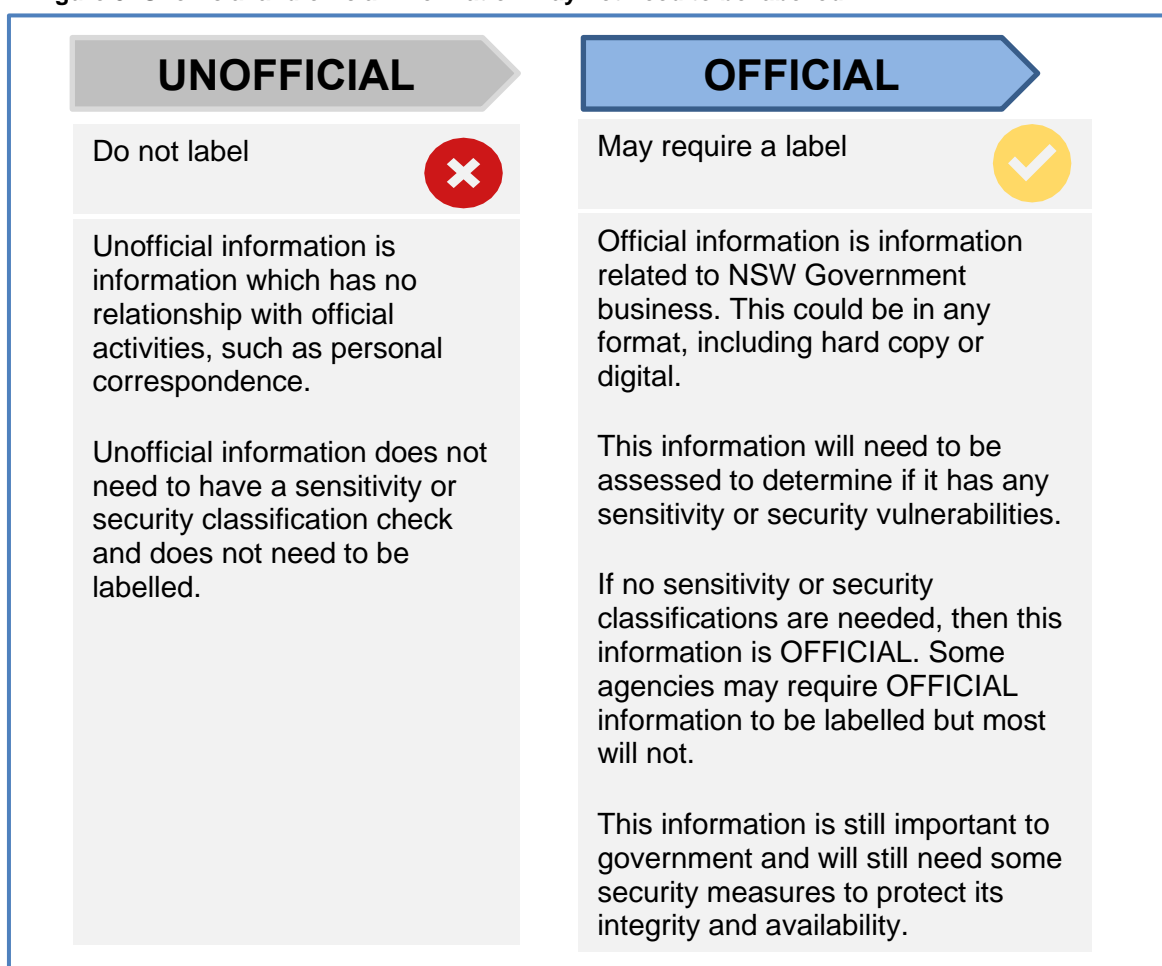 UNOFFICIAL
Do not label
Unofficial information is
information which has no
relationship with official
activities, such as personal
correspondence.
Unofficial information does not
need to have a sensitivity or
security classification check
and does not need to be
labelled.
OFFICIAL
May require a label
Official information is information
related to NSW Government
business. This could be in any
format, including hard copy or
digital.
This information will need to be
assessed to determine if it has any
sensitivity or security vulnerabilities.
If no sensitivity or security
classifications are needed, then this
information is OFFICIAL. Some
agencies may require OFFICIAL
information to be labelled but most
will not.
This information is still important to
government and will still need some
security measures to protect its
integrity and availability.